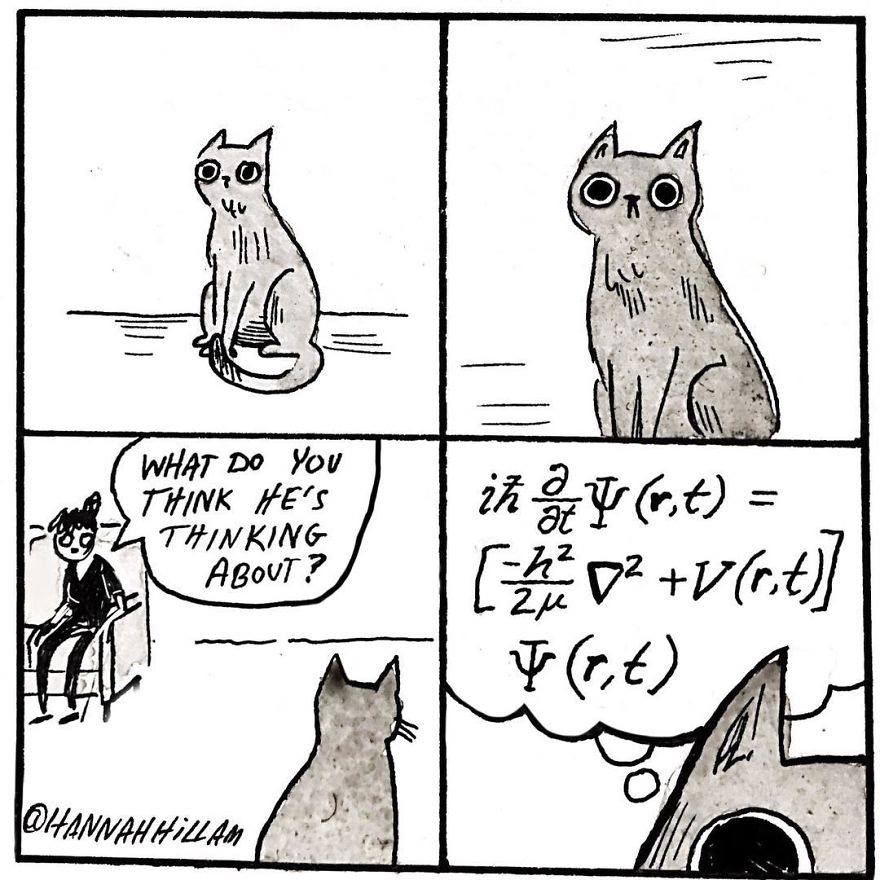 WHAT DO YOU
THINK HE'S
THINKING
ABOUT?
@HANNAHHILLAM
iℏ ∂/∂t Ψ(r,t) =
[-ℏ²/2μ ∇² + V(r,t)]
Ψ(r,t)